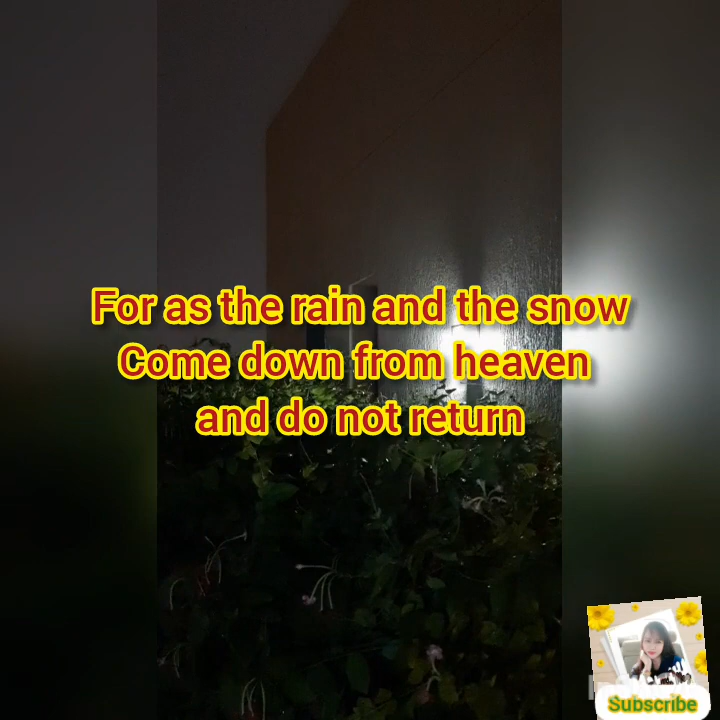 For as the rain and the snow
Come down from heaven
and do not return
Subscribe